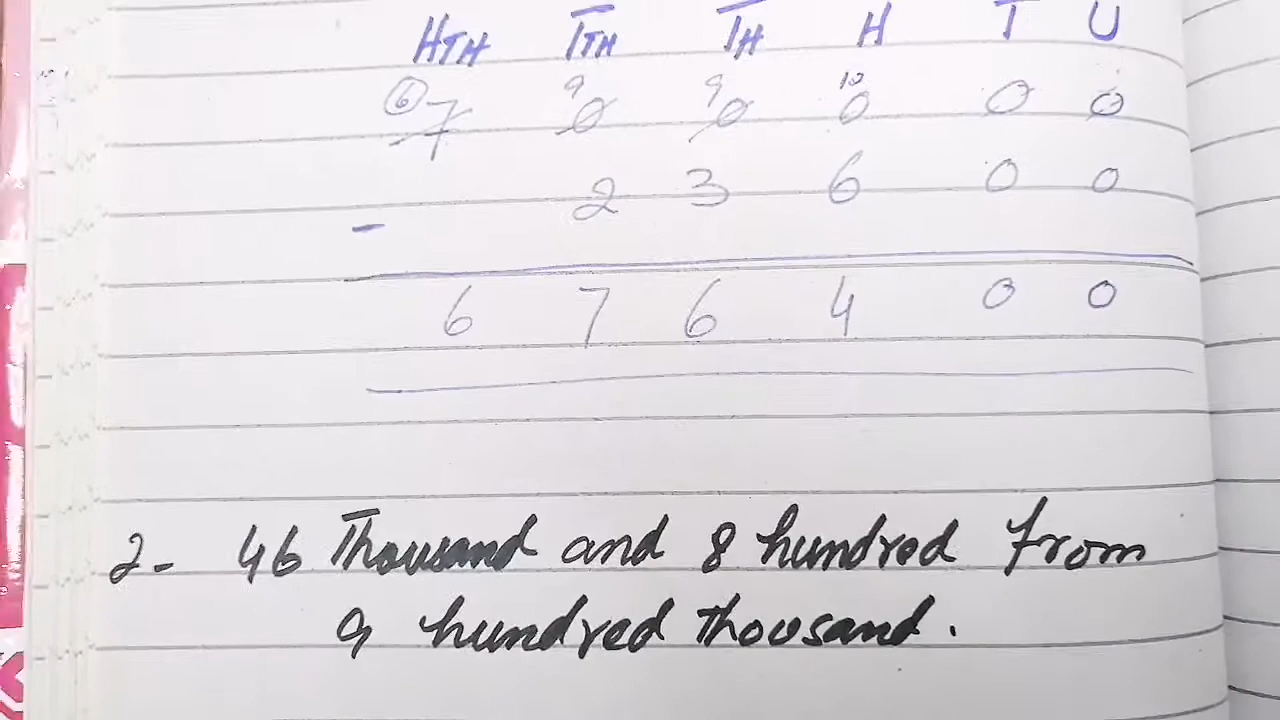 HTH TTH TH H T U
6 9 9 10
7 0 0 0 0 0
2 3 6 0 0
-
6 7 6 4 0 0
2- 46 Thousand and 8 hundred from
9 hundred thousand.